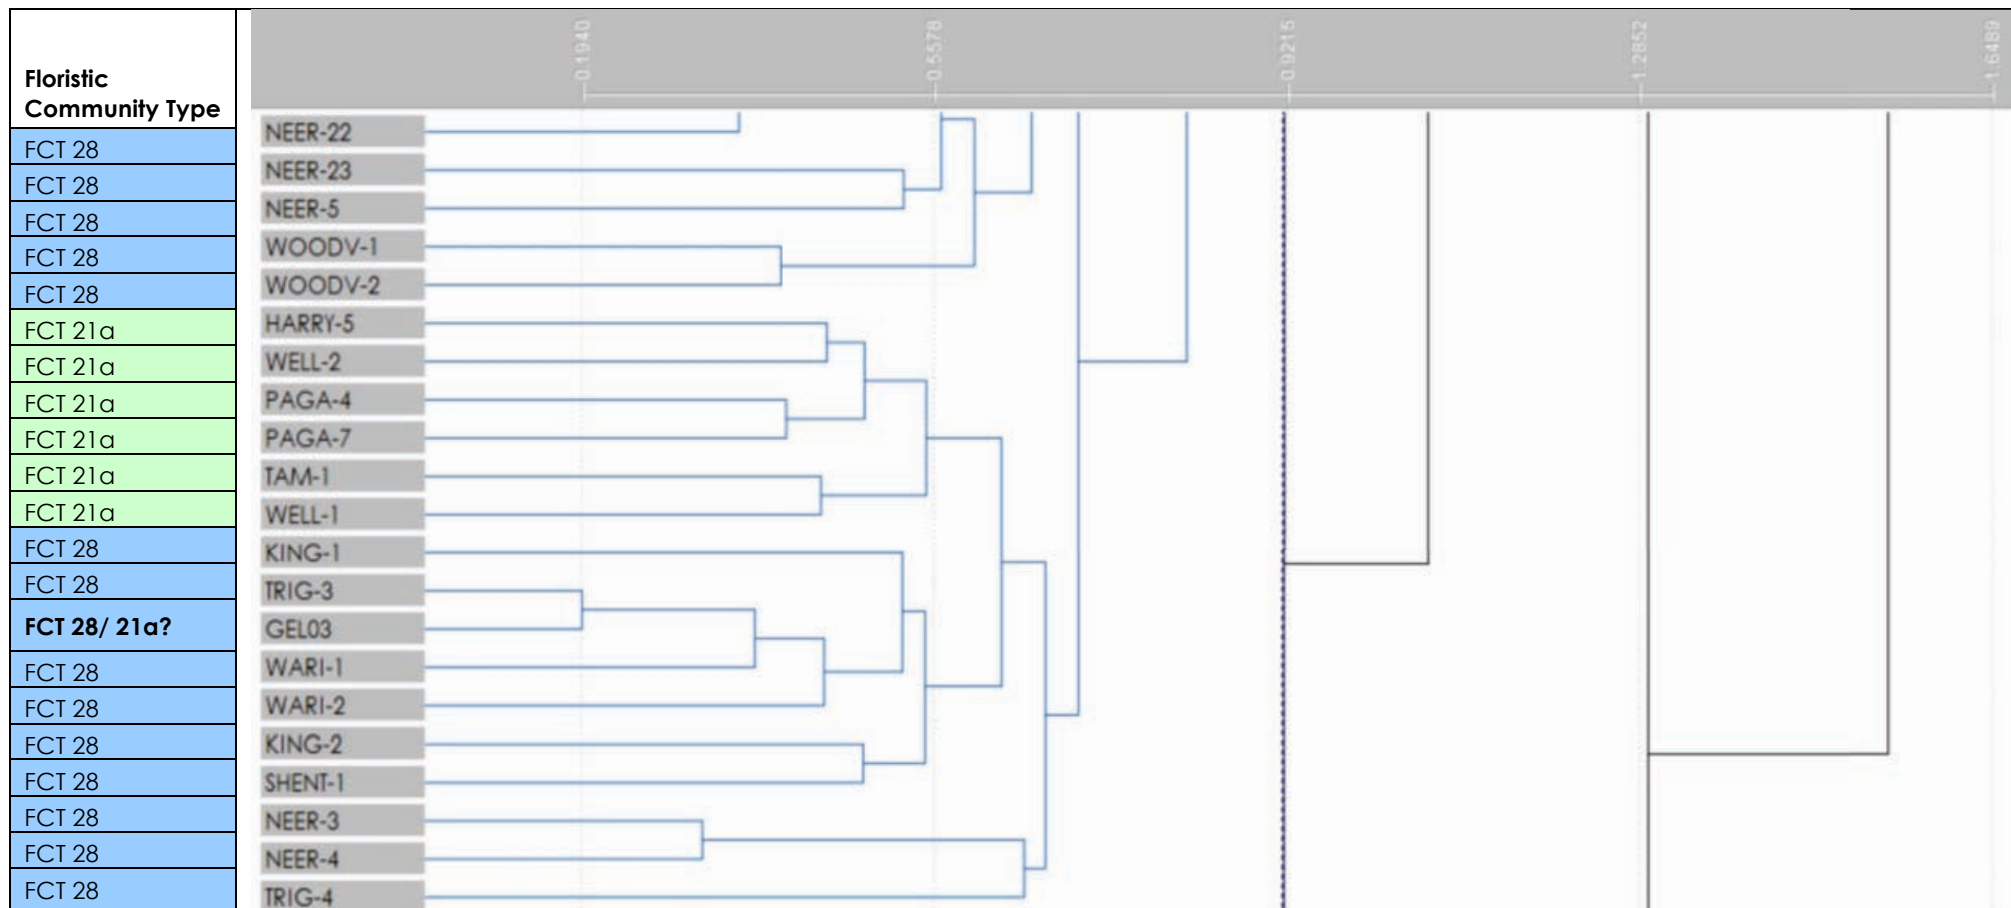 Floristic
Community Type
0.1940
0.5578
0.9215
1.2852
1.6489
FCT 28
NEER-22
FCT 28
NEER-23
FCT 28
NEER-5
FCT 28
WOODV-1
FCT 28
WOODV-2
FCT 21a
HARRY-5
FCT 21a
WELL-2
FCT 21a
PAGA-4
FCT 21a
PAGA-7
FCT 21a
TAM-1
FCT 21a
WELL-1
FCT 28
KING-1
FCT 28
TRIG-3
FCT 28/ 21a?
GEL03
FCT 28
WARI-1
FCT 28
WARI-2
FCT 28
KING-2
FCT 28
SHENT-1
FCT 28
NEER-3
FCT 28
NEER-4
FCT 28
TRIG-4